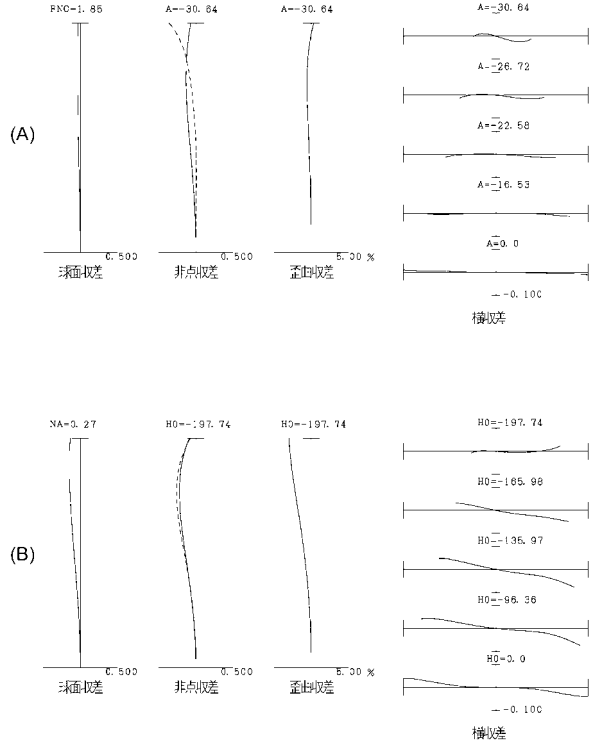 FNO=1.85
A=-30.64
A=-30.64
A=-30.64
A=-26.72
(A)
A=-22.58
A=-16.53
A=0.0
0.500
0.500
5.00 %
球面収差
非点収差
歪曲収差
-0.100
横収差
NA=0.27
H0=-197.74
H0=-197.74
H0=-197.74
H0=-165.98
(B)
H0=-135.97
H0=-96.36
H0=0.0
0.500
0.500
5.00 %
球面収差
非点収差
歪曲収差
-0.100
横収差